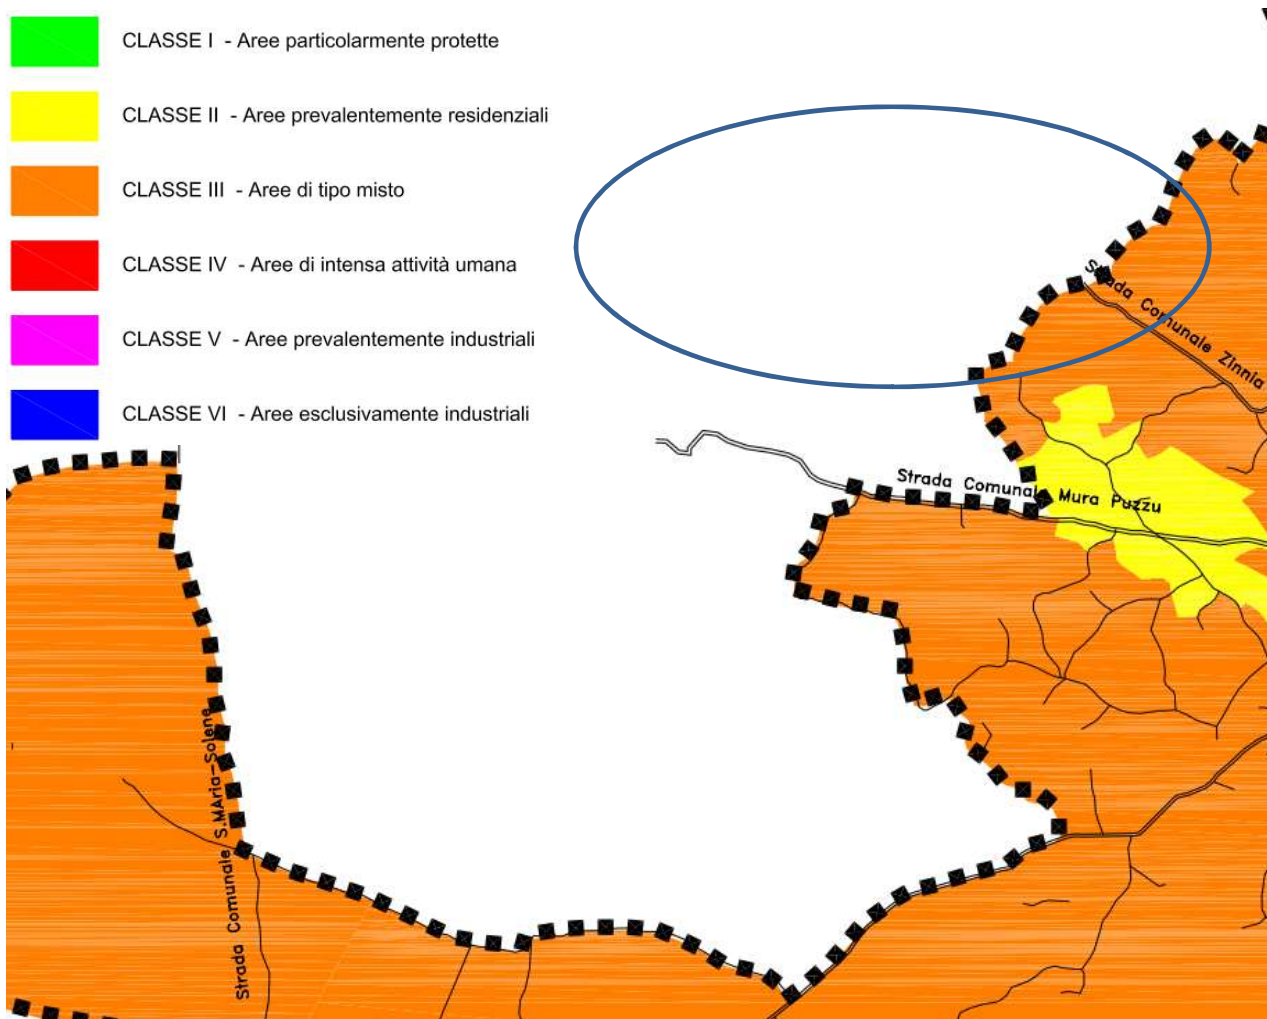 CLASSE I - Aree particolarmente protette
CLASSE II - Aree prevalentemente residenziali
CLASSE III - Aree di tipo misto
CLASSE IV - Aree di intensa attività umana
CLASSE V - Aree prevalentemente industriali
CLASSE VI - Aree esclusivamente industriali
Strada Comunale Zinnia
Strada Comunal Mura Puzzu
Strada Comunale S.MAria-Solene